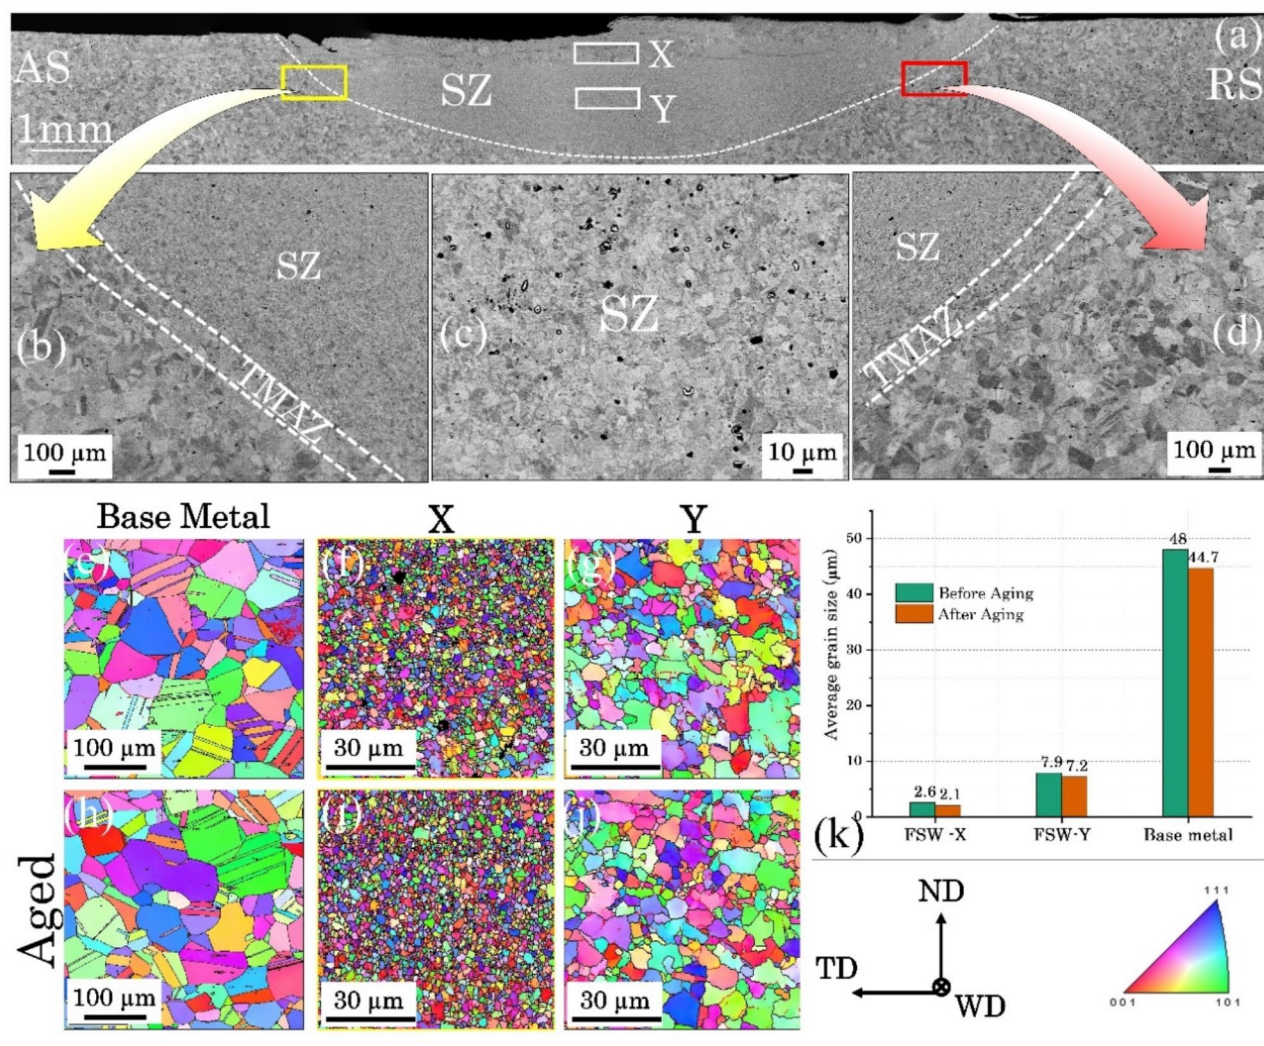 (a)
AS
SZ
X
Y
RS
1mm
(b)
SZ
TMAZ
100 µm
(c)
SZ
10 µm
SZ
TMAZ
(d)
100 µm
Base Metal
X
Y
(e)
100 µm
(f)
30 µm
(g)
30 µm
Aged
(h)
100 µm
(i)
30 µm
(j)
30 µm
Average grain size (µm)
50
40
30
20
10
0
Before Aging
After Aging
2.6
2.1
7.9
7.2
48
44.7
FSW -X
FSW-Y
Base metal
(k)
ND
TD
WD
111
001
101